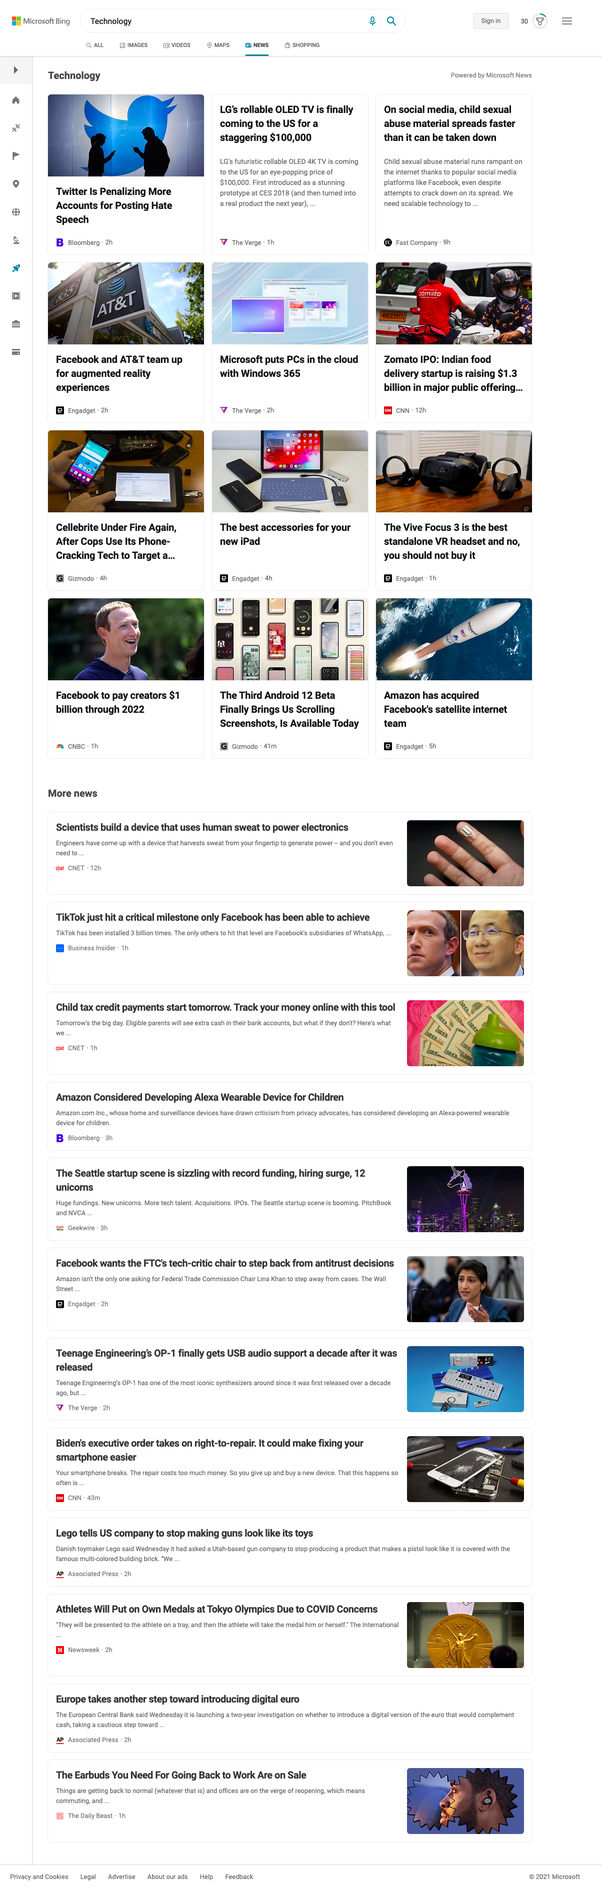 Microsoft Bing
Technology
Sign in
30
ALL
IMAGES
VIDEOS
MAPS
NEWS
SHOPPING
Technology
Powered by Microsoft News
Twitter Is Penalizing More
Accounts for Posting Hate
Speech
Bloomberg · 2h
LG's rollable OLED TV is finally
coming to the US for a
staggering $100,000
LG's futuristic rollable OLED 4K TV is coming
to the US for an eye-popping price of
$100,000. First introduced as a stunning
prototype at CES 2018 (and then turned into
a real product the next year), ...
The Verge · 1h
On social media, child sexual
abuse material spreads faster
than it can be taken down
Child sexual abuse material runs rampant on
the internet thanks to popular social media
platforms like Facebook, even despite
attempts to crack down on its spread. We
need scalable technology to ...
Fast Company · 9h
AT&T
Facebook and AT&T team up
for augmented reality
experiences
Engadget · 2h
Microsoft puts PCs in the cloud
with Windows 365
The Verge · 2h
zomato
Zomato IPO: Indian food
delivery startup is raising $1.3
billion in major public offering...
CNN · 12h
Cellebrite Under Fire Again,
After Cops Use Its Phone-
Cracking Tech to Target a...
Gizmodo · 4h
The best accessories for your
new iPad
Engadget · 4h
The Vive Focus 3 is the best
standalone VR headset and no,
you should not buy it
Engadget · 1h
Facebook to pay creators $1
billion through 2022
CNBC · 1h
The Third Android 12 Beta
Finally Brings Us Scrolling
Screenshots, Is Available Today
Gizmodo · 41m
Amazon has acquired
Facebook's satellite internet
team
Engadget · 5h
More news
Scientists build a device that uses human sweat to power electronics
Engineers have come up with a device that harvests sweat from your fingertip to generate power -- and you don't even
need to ...
CNET · 12h
TikTok just hit a critical milestone only Facebook has been able to achieve
TikTok has been installed 3 billion times. The only others to hit that level are Facebook's subsidiaries of WhatsApp, ...
Business Insider · 1h
Child tax credit payments start tomorrow. Track your money online with this tool
Tomorrow's the big day. Eligible parents will see extra cash in their bank accounts, but what if they don't? Here's what
we ...
CNET · 1h
Amazon Considered Developing Alexa Wearable Device for Children
Amazon.com Inc., whose home and surveillance devices have drawn criticism from privacy advocates, has considered developing an Alexa-powered wearable
device for children.
Bloomberg · 3h
The Seattle startup scene is sizzling with record funding, hiring surge, 12
unicorns
Huge fundings. New unicorns. More tech talent. Acquisitions. IPOs. The Seattle startup scene is booming. PitchBook
and NVCA ...
Geekwire · 3h
Facebook wants the FTC's tech-critic chair to step back from antitrust decisions
Amazon isn't the only one asking for Federal Trade Commission Chair Lina Khan to step away from cases. The Wall
Street ...
Engadget · 2h
Teenage Engineering's OP-1 finally gets USB audio support a decade after it was
released
Teenage Engineering's OP-1 has one of the most iconic synthesizers around since it was first released over a decade
ago, but ...
The Verge · 2h
Biden's executive order takes on right-to-repair. It could make fixing your
smartphone easier
Your smartphone breaks. The repair costs too much money. So you give up and buy a new device. That this happens so
often is ...
CNN · 43m
Lego tells US company to stop making guns look like its toys
Danish toymaker Lego said Wednesday it had asked a Utah-based gun company to stop producing a product that makes a pistol look like it is covered with the
famous multi-colored building brick. "We ...
Associated Press · 2h
Athletes Will Put on Own Medals at Tokyo Olympics Due to COVID Concerns
"They will be presented to the athlete on a tray, and then the athlete will take the medal him or herself." The International
...
Newsweek · 2h
Europe takes another step toward introducing digital euro
The European Central Bank said Wednesday it is launching a two-year investigation on whether to introduce a digital version of the euro that would complement
cash, taking a cautious step toward ...
Associated Press · 2h
The Earbuds You Need For Going Back to Work Are on Sale
Things are getting back to normal (whatever that is) and offices are on the verge of reopening, which means
commuting, and ...
The Daily Beast · 1h
Privacy and Cookies
Legal
Advertise
About our ads
Help
Feedback
© 2021 Microsoft